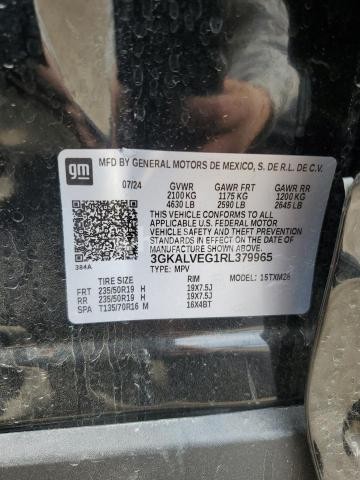 gm
MFD BY GENERAL MOTORS DE MEXICO, S. DE R.L. DE C.V.
07/24 GVWR GAWR FRT GAWR RR
2100 KG 1175 KG 1200 KG
4630 LB 2590 LB 2645 LB
THIS VEHICLE CONFORMS TO ALL APPLICABLE
U.S. FEDERAL MOTOR
VEHICLE SAFETY AND THEFT PREVENTION
STANDARDS IN EFFECT ON THE DATE OF
MANUFACTURE SHOWN ABOVE.
3GKALVEG1RL379965
384A TYPE: MPV
TIRE SIZE RIM MODEL: 15TXM26
FRT 235/50R19 H 19X7.5J
RR 235/50R19 H 19X7.5J
SPA T135/70R16 M 16X4BT